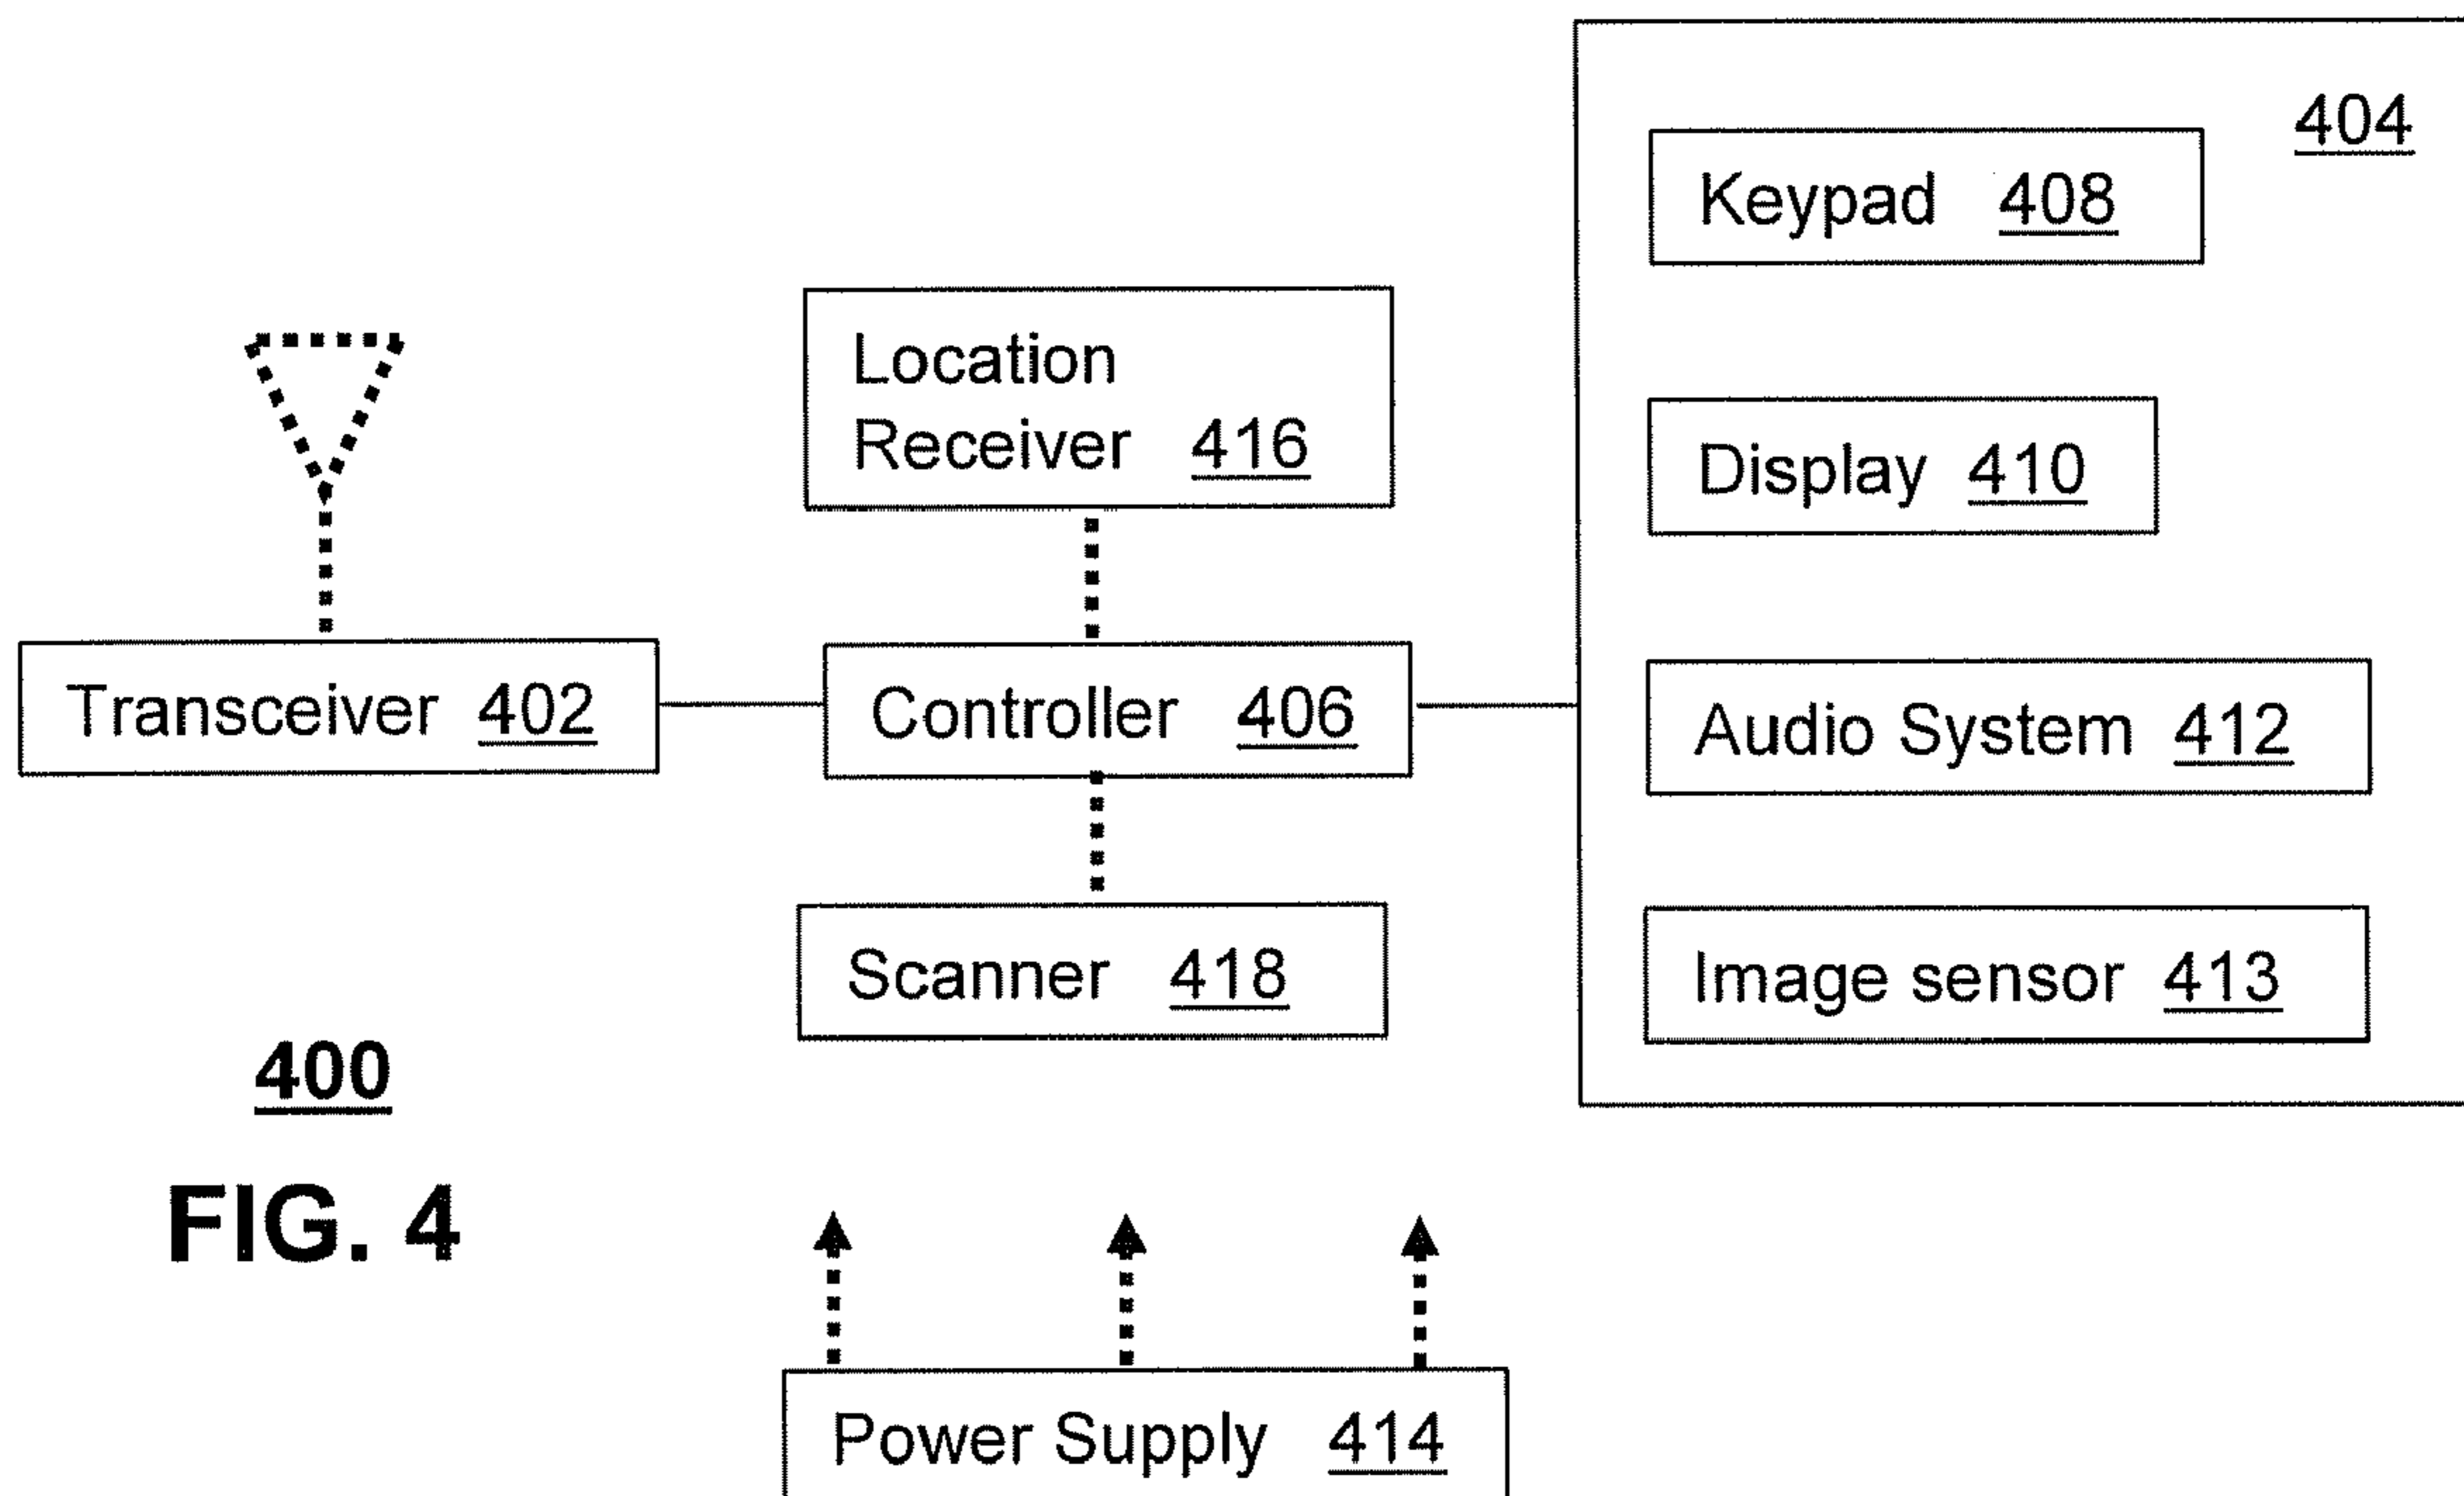 404
Keypad 408
Location
Receiver 416
Display 410
Transceiver 402
Controller 406
Audio System 412
Scanner 418
Image sensor 413
400
FIG. 4
Power Supply 414